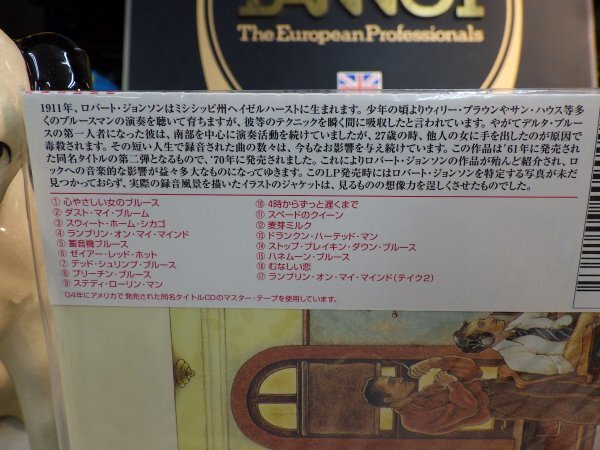 TANNOY
The European Professionals
1911年、ロバート・ジョンソンはミシシッピ州ヘイゼルハーストに生まれます。少年の頃よりウィリー・ブラウンやサン・ハウス等多
くのブルースマンの演奏を聴いて育ちますが、彼等のテクニックを瞬く間に吸収したと言われています。やがてデルタ・ブルー
スの第一人者になった彼は、南部を中心に演奏活動を続けていましたが、27歳の時、他人の女に手を出したのが原因で
毒殺されます。その短い人生で録音された曲の数々は、今もなお影響を与え続けています。この作品は'61年に発売され
た同名タイトルの第二弾となるもので、'70年に発売されました。これによりロバート・ジョンソンの作品が殆んど紹介され、ロ
ックへの音楽的な影響が益々多大なものになってゆきます。このLP発売時にはロバート・ジョンソンを特定する写真が未だ
見つかっておらず、実際の録音風景を描いたイラストのジャケットは、見るものの想像力を逞しくさせたものでした。
①心やさしい女のブルース
②ダスト・マイ・ブルーム
③スウィート・ホーム・シカゴ
④ランブリン・オン・マイ・マインド
⑤蓄音機ブルース
⑥ゼイアー・レッド・ホット
⑦デッド・シュリンプ・ブルース
⑧プリーチン・ブルース
⑨ステディ・ローリン・マン
⑩4時からずっと遅くまで
⑪スペードのクイーン
⑫麦芽ミルク
⑬ドランクン・ハーテッド・マン
⑭ストップ・ブレイキン・ダウン・ブルース
⑮ハネムーン・ブルース
⑯むなしい恋
⑰ランブリン・オン・マイ・マインド(テイク2)
'04年にアメリカで発売された同名タイトルCDのマスター・テープを使用しています。